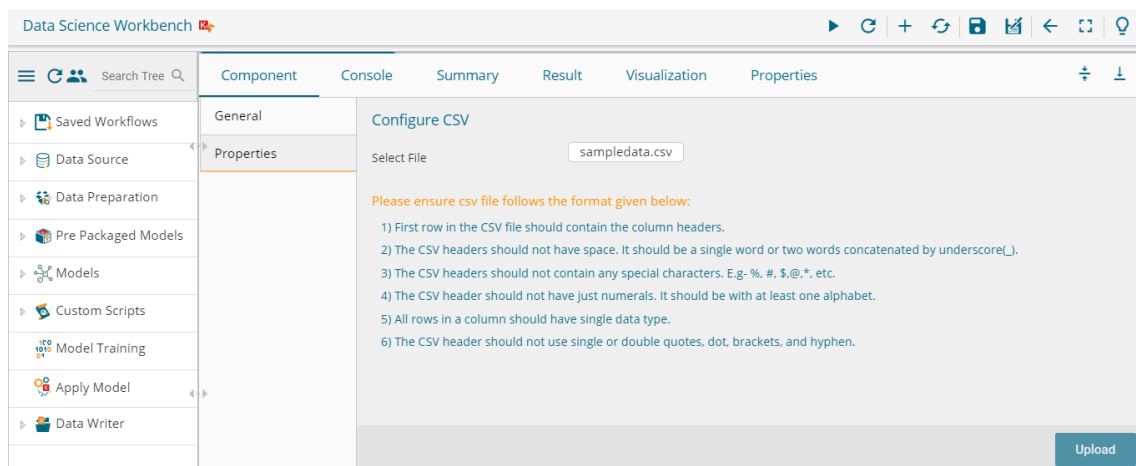 Data Science Workbench
Search Tree
Component Console Summary Result Visualization Properties
Saved Workflows
Data Source
Data Preparation
Pre Packaged Models
Models
Custom Scripts
Model Training
Apply Model
Data Writer
General
Properties
Configure CSV
Select File sampledata.csv
Please ensure csv file follows the format given below:
1) First row in the CSV file should contain the column headers.
2) The CSV headers should not have space. It should be a single word or two words concatenated by underscore(_).
3) The CSV headers should not contain any special characters. E.g- %, #, $,@,*, etc.
4) The CSV header should not have just numerals. It should be with at least one alphabet.
5) All rows in a column should have single data type.
6) The CSV header should not use single or double quotes, dot, brackets, and hyphen.
Upload